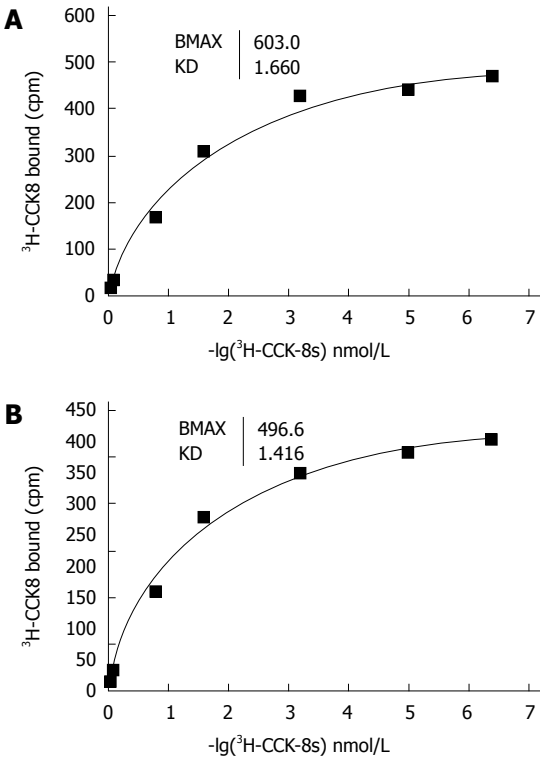 A
BMAX 603.0
KD 1.660
600
500
400
300
200
100
0
³H-CCK8 bound (cpm)
0 1 2 3 4 5 6 7
-lg(³H-CCK-8s) nmol/L
B
BMAX 496.6
KD 1.416
450
400
350
300
250
200
150
100
50
0
³H-CCK8 bound (cpm)
0 1 2 3 4 5 6 7
-lg(³H-CCK-8s) nmol/L